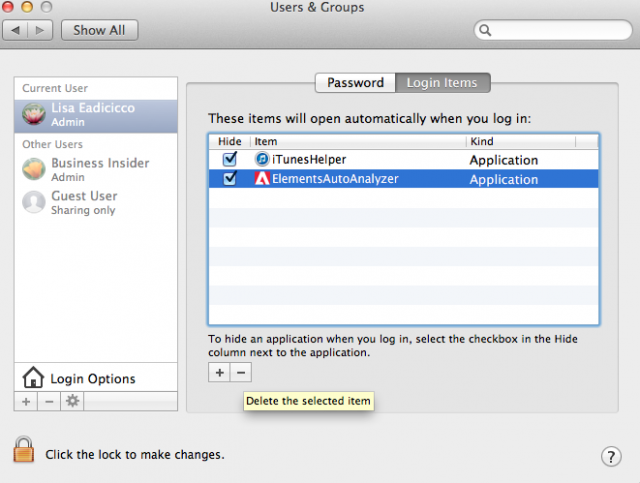 Users & Groups
Show All
Password Login Items
Current User
Lisa Eadicicco
Admin
Other Users
Business Insider
Admin
Guest User
Sharing only
Login Options
+ −
These items will open automatically when you log in:
Hide Item Kind
iTunesHelper Application
ElementsAutoAnalyzer Application
To hide an application when you log in, select the checkbox in the Hide
column next to the application.
+ −
Delete the selected item
Click the lock to make changes.
?